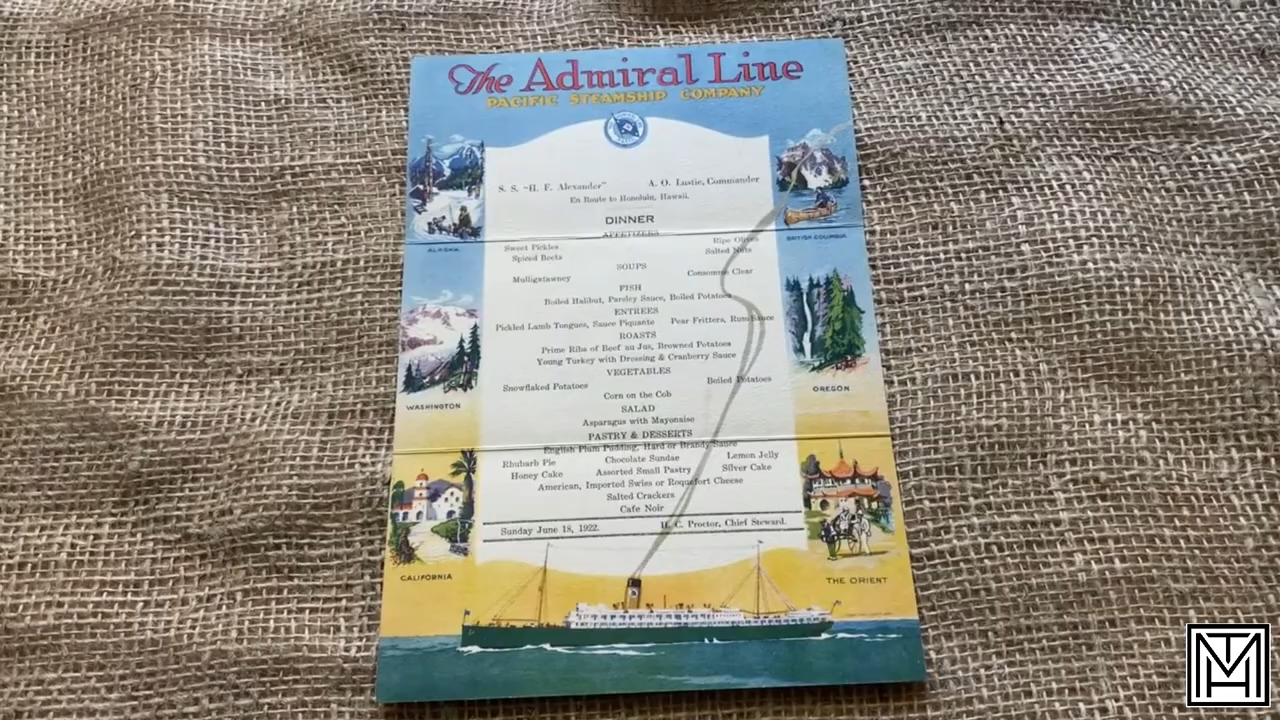 The Admiral Line
PACIFIC STEAMSHIP COMPANY
S. S. "H. F. Alexander" A. O. Lustie, Commander
En Route to Honolulu, Hawaii.
DINNER
APPETIZERS
Sweet Pickles Ripe Olives
Spiced Beets Salted Nuts
SOUPS
Mulligatawney Consomme Clear
FISH
Boiled Halibut, Parsley Sauce, Boiled Potatoes
ENTREES
Pickled Lamb Tongues, Sauce Piquante Pear Fritters, Rum Sauce
ROASTS
Prime Ribs of Beef au Jus, Browned Potatoes
Young Turkey with Dressing & Cranberry Sauce
VEGETABLES
Snowflaked Potatoes Boiled Potatoes
Corn on the Cob
SALAD
Asparagus with Mayonaise
PASTRY & DESSERTS
English Plum Pudding, Hard or Brandy Sauce
Rhubarb Pie Chocolate Sundae Lemon Jelly
Honey Cake Assorted Small Pastry Silver Cake
American, Imported Swiss or Roquefort Cheese
Salted Crackers
Cafe Noir
Sunday June 18, 1922. H. C. Proctor, Chief Steward.
ALASKA
WASHINGTON
CALIFORNIA
BRITISH COLUMBIA
OREGON
THE ORIENT